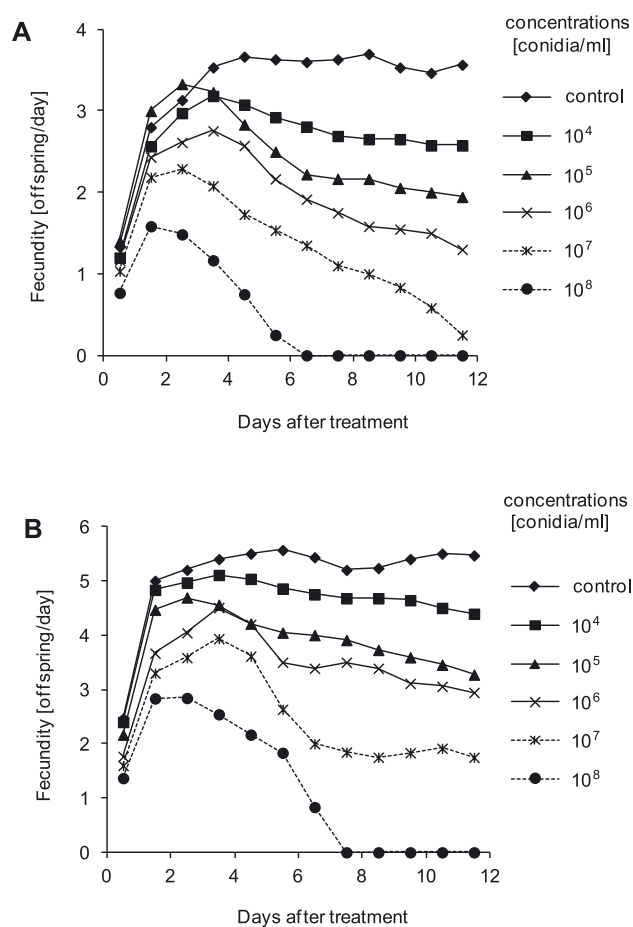 A
concentrations
[conidia/ml]
4
3
2
1
0
Fecundity [offspring/day]
0 2 4 6 8 10 12
Days after treatment
control
10⁴
10⁵
10⁶
10⁷
10⁸
B
concentrations
[conidia/ml]
6
5
4
3
2
1
0
Fecundity [offspring/day]
0 2 4 6 8 10 12
Days after treatment
control
10⁴
10⁵
10⁶
10⁷
10⁸